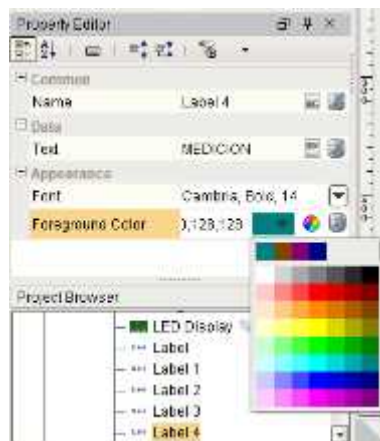 Property Editor
Common
Name Label 4
Data
Text MEDICION
Appearance
Font Cambria, Bold, 14
Foreground Color 0,128,128
Project Browser
LED Display
Label
Label 1
Label 2
Label 3
Label 4